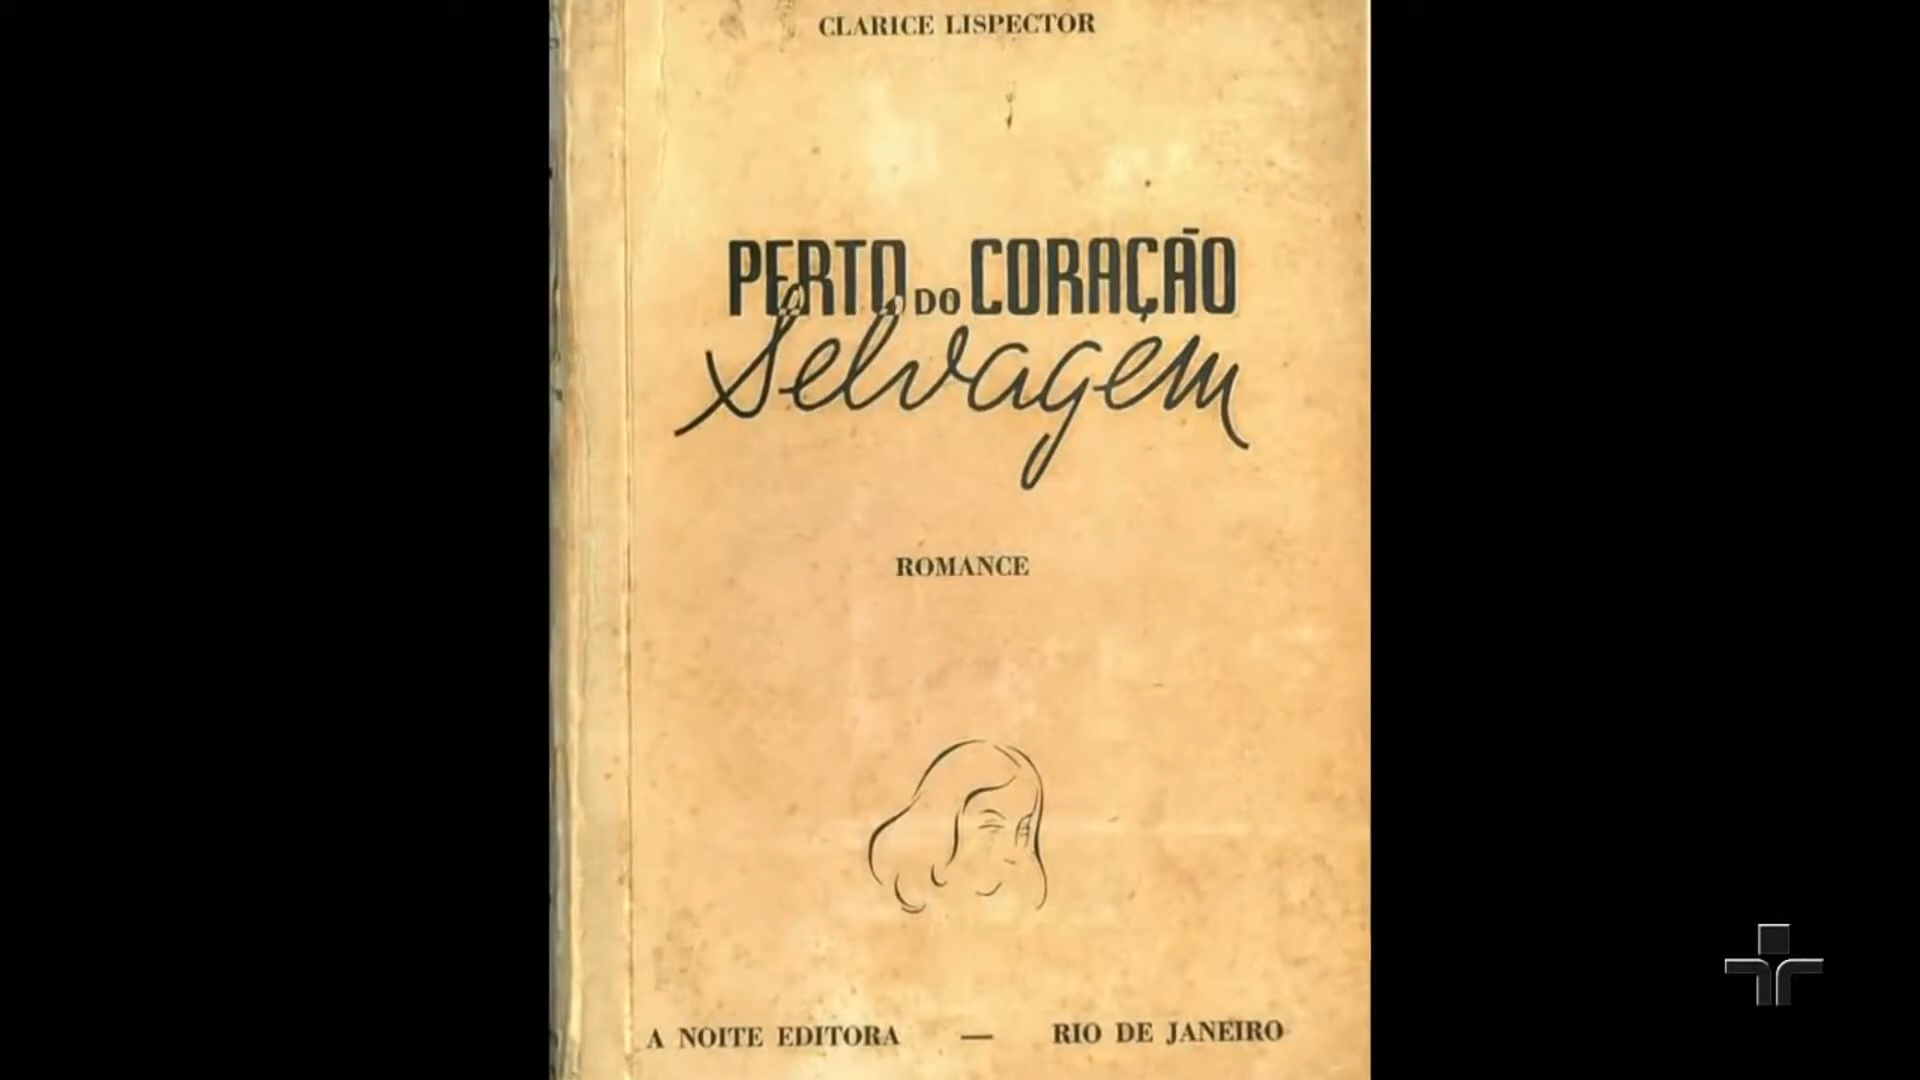 CLARICE LISPECTOR
PERTO DO CORAÇÃO
Selvagem
ROMANCE
A NOITE EDITORA — RIO DE JANEIRO